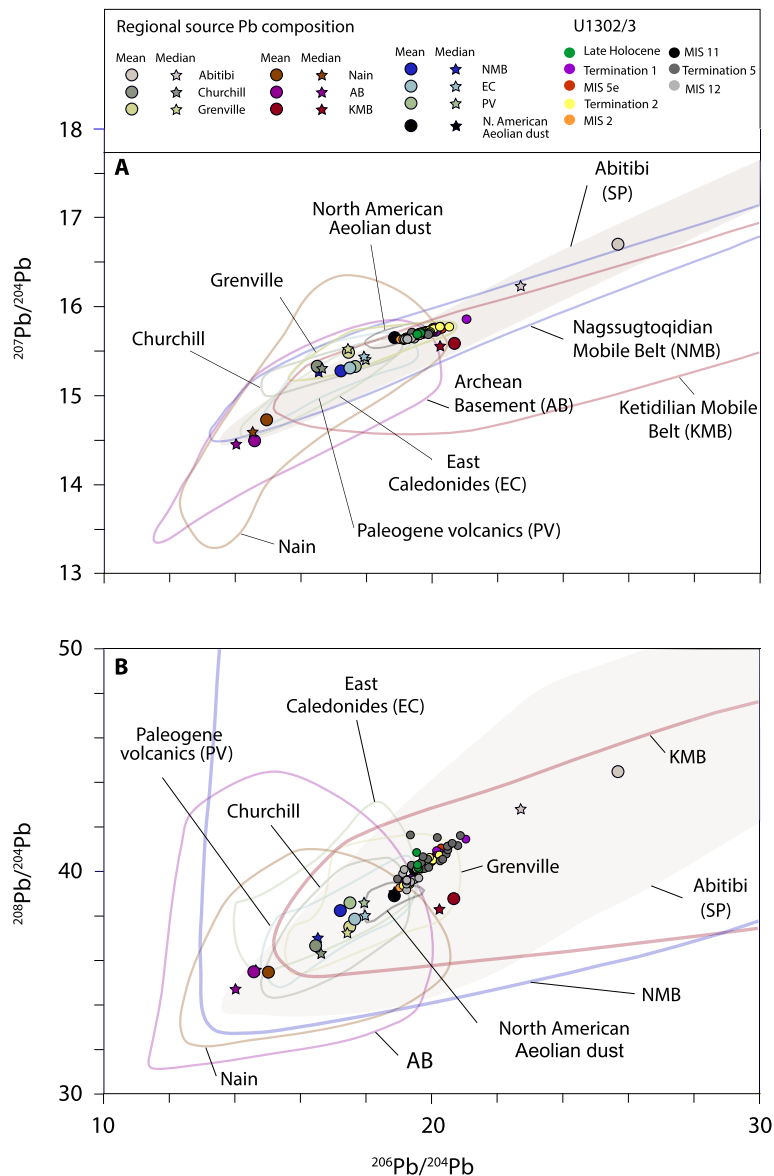 Regional source Pb composition
U1302/3
Mean Median
Abitibi
Churchill
Grenville
Mean Median
Nain
AB
KMB
Mean Median
NMB
EC
PV
N. American
Aeolian dust
Late Holocene
Termination 1
MIS 5e
Termination 2
MIS 2
MIS 11
Termination 5
MIS 12
A
18
17
16
15
14
13
207Pb/204Pb
Abitibi
(SP)
North American
Aeolian dust
Grenville
Churchill
Nagssugtoqidian
Mobile Belt (NMB)
Archean
Basement (AB)
Ketidilian Mobile
Belt (KMB)
East
Caledonides (EC)
Paleogene volcanics (PV)
Nain
B
50
40
30
208Pb/204Pb
East
Caledonides (EC)
Paleogene
volcanics (PV)
KMB
Churchill
Grenville
Abitibi
(SP)
NMB
North American
Aeolian dust
AB
Nain
10 20 30
206Pb/204Pb